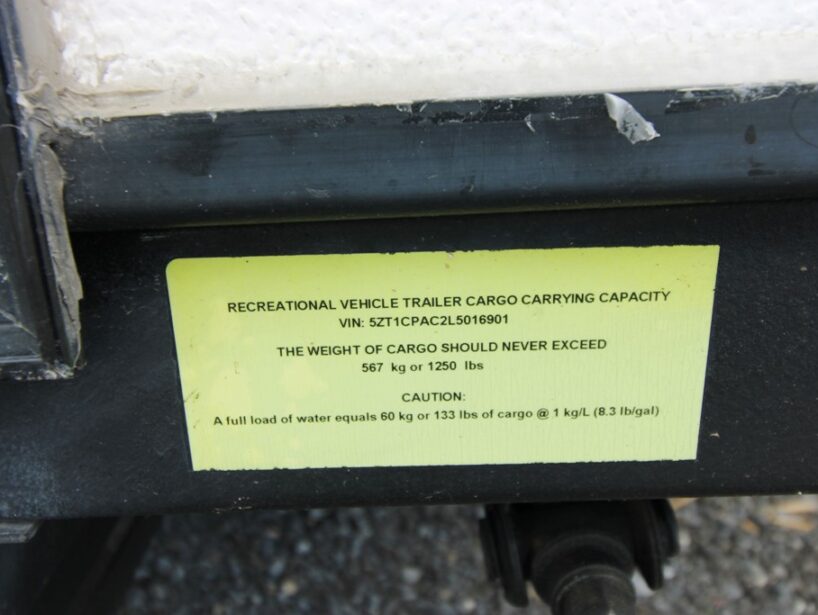 RECREATIONAL VEHICLE TRAILER CARGO CARRYING CAPACITY
VIN: 5ZT1CPAC2L5016901
THE WEIGHT OF CARGO SHOULD NEVER EXCEED
567 kg or 1250 lbs
CAUTION:
A full load of water equals 60 kg or 133 lbs of cargo @ 1 kg/L (8.3 lb/gal)